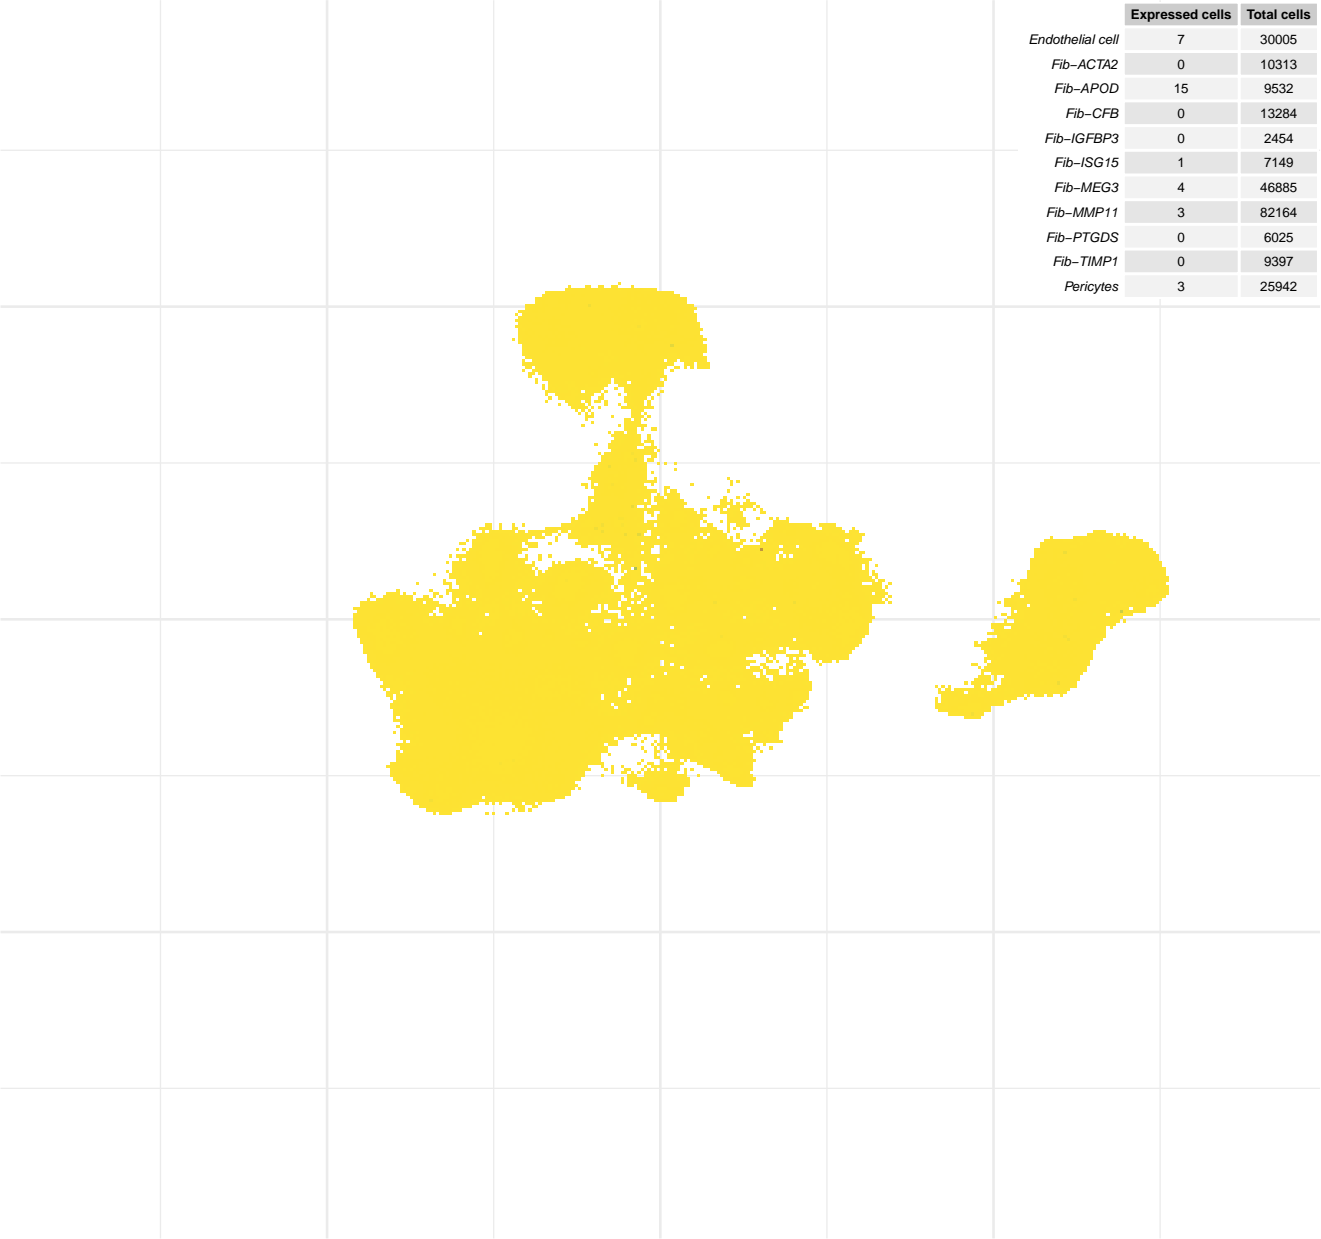 Expressed cells Total cells
Endothelial cell 7 30005
Fib−ACTA2 0 10313
Fib−APOD 15 9532
Fib−CFB 0 13284
Fib−IGFBP3 0 2454
Fib−ISG15 1 7149
Fib−MEG3 4 46885
Fib−MMP11 3 82164
Fib−PTGDS 0 6025
Fib−TIMP1 0 9397
Pericytes 3 25942